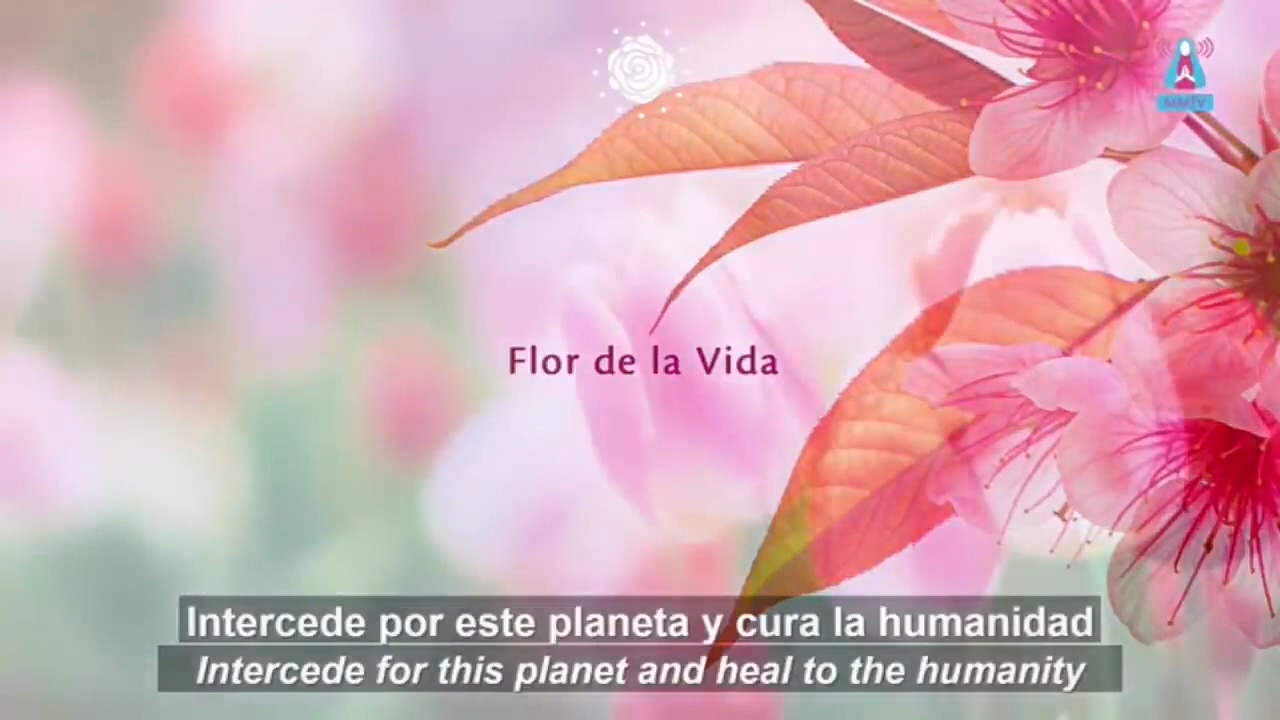 MMTV
Flor de la Vida
Intercede por este planeta y cura la humanidad
Intercede for this planet and heal to the humanity